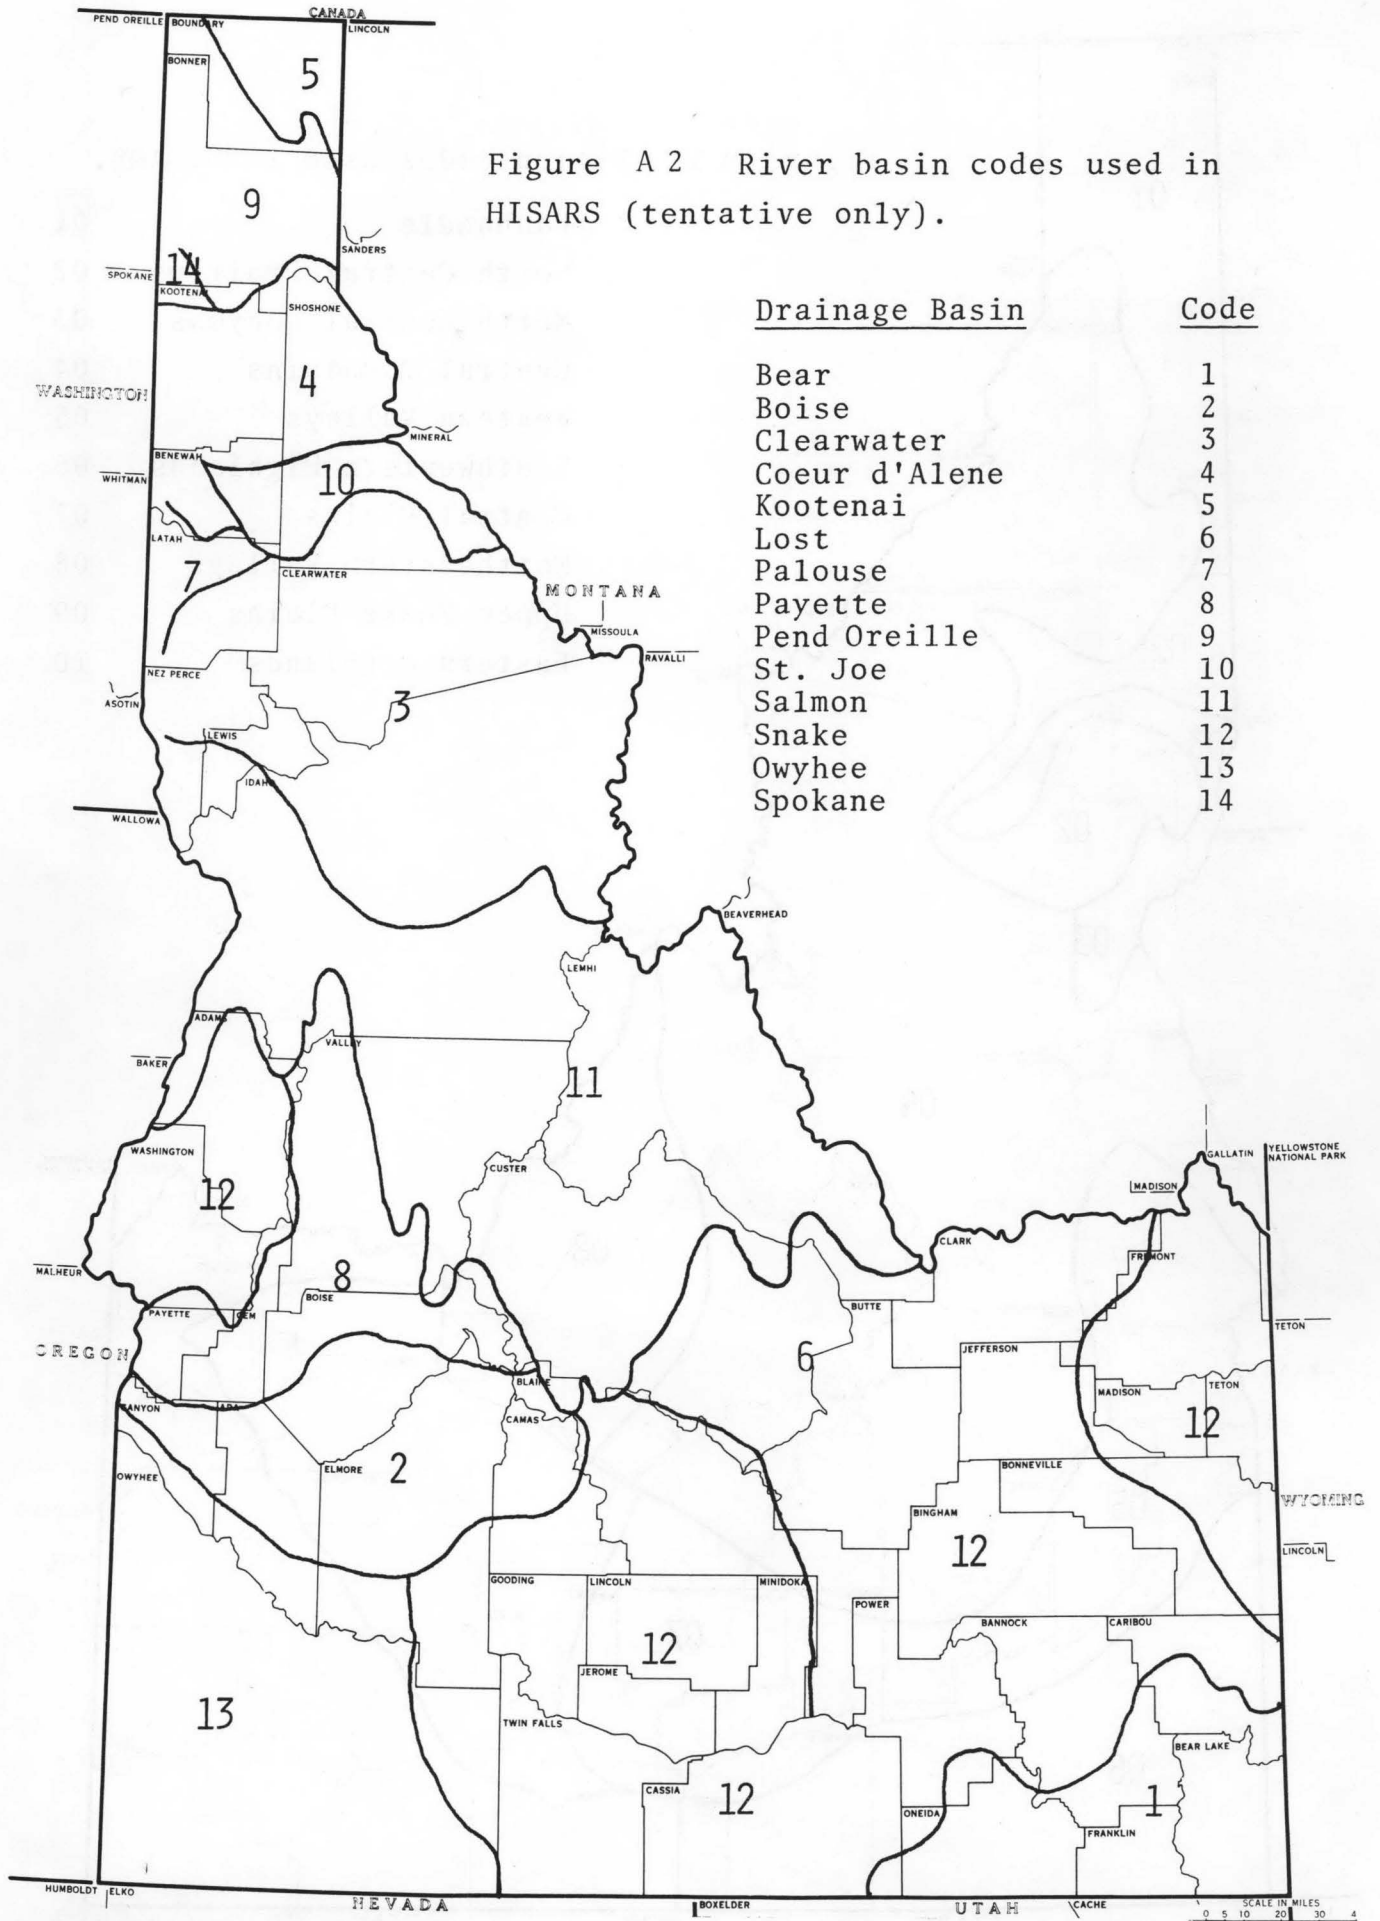 CANADA
PEND OREILLE BOUNDARY LINCOLN
BONNER
5
Figure A 2 River basin codes used in
HISARS (tentative only).
9
SANDERS
14
SPOKANE
KOOTENAI
SHOSHONE
Drainage Basin Code
Bear 1
Boise 2
Clearwater 3
Coeur d'Alene 4
Kootenai 5
Lost 6
Palouse 7
Payette 8
Pend Oreille 9
St. Joe 10
Salmon 11
Snake 12
Owyhee 13
Spokane 14
WASHINGTON
4
MINERAL
BENEWAH
WHITMAN
10
LATAH
7
CLEARWATER
MONTANA
MISSOULA
RAVALLI
NEZ PERCE
ASOTIN
3
LEWIS
IDAHO
WALLOWA
BEAVERHEAD
LEMHI
ADAMS
VALLEY
BAKER
11
WASHINGTON
CUSTER
GALLATIN
YELLOWSTONE
NATIONAL PARK
MADISON
12
CLARK
FREMONT
MALHEUR
8
BOISE
PAYETTE
GEM
BUTTE
TETON
OREGON
6
JEFFERSON
BLAINE
MADISON
TETON
CANYON
ADA
CAMAS
12
OWYHEE
ELMORE
2
BONNEVILLE
WYOMING
BINGHAM
12
LINCOLN
GOODING
LINCOLN
MINIDOKA
POWER
BANNOCK
CARIBOU
12
JEROME
13
TWIN FALLS
BEAR LAKE
CASSIA
12
1
ONEIDA
FRANKLIN
HUMBOLDT ELKO
NEVADA
BOXELDER
UTAH
CACHE
SCALE IN MILES
0 5 10 20 30 4